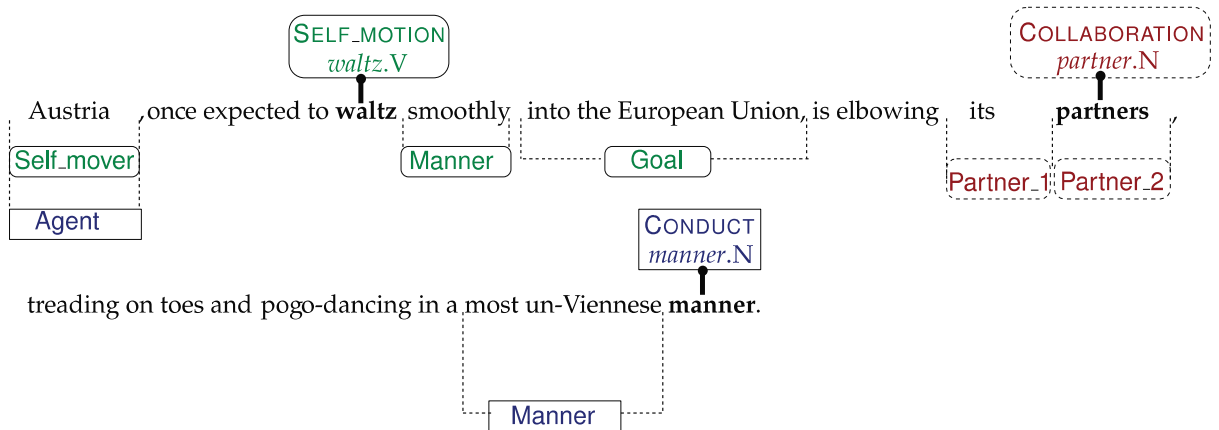 SELF_MOTION COLLABORATION
waltz.V partner.N
Austria , once expected to waltz smoothly into the European Union, is elbowing its partners ,
Self_mover Manner Goal Partner_1 Partner_2
Agent
CONDUCT
manner.N
treading on toes and pogo-dancing in a most un-Viennese manner.
Manner